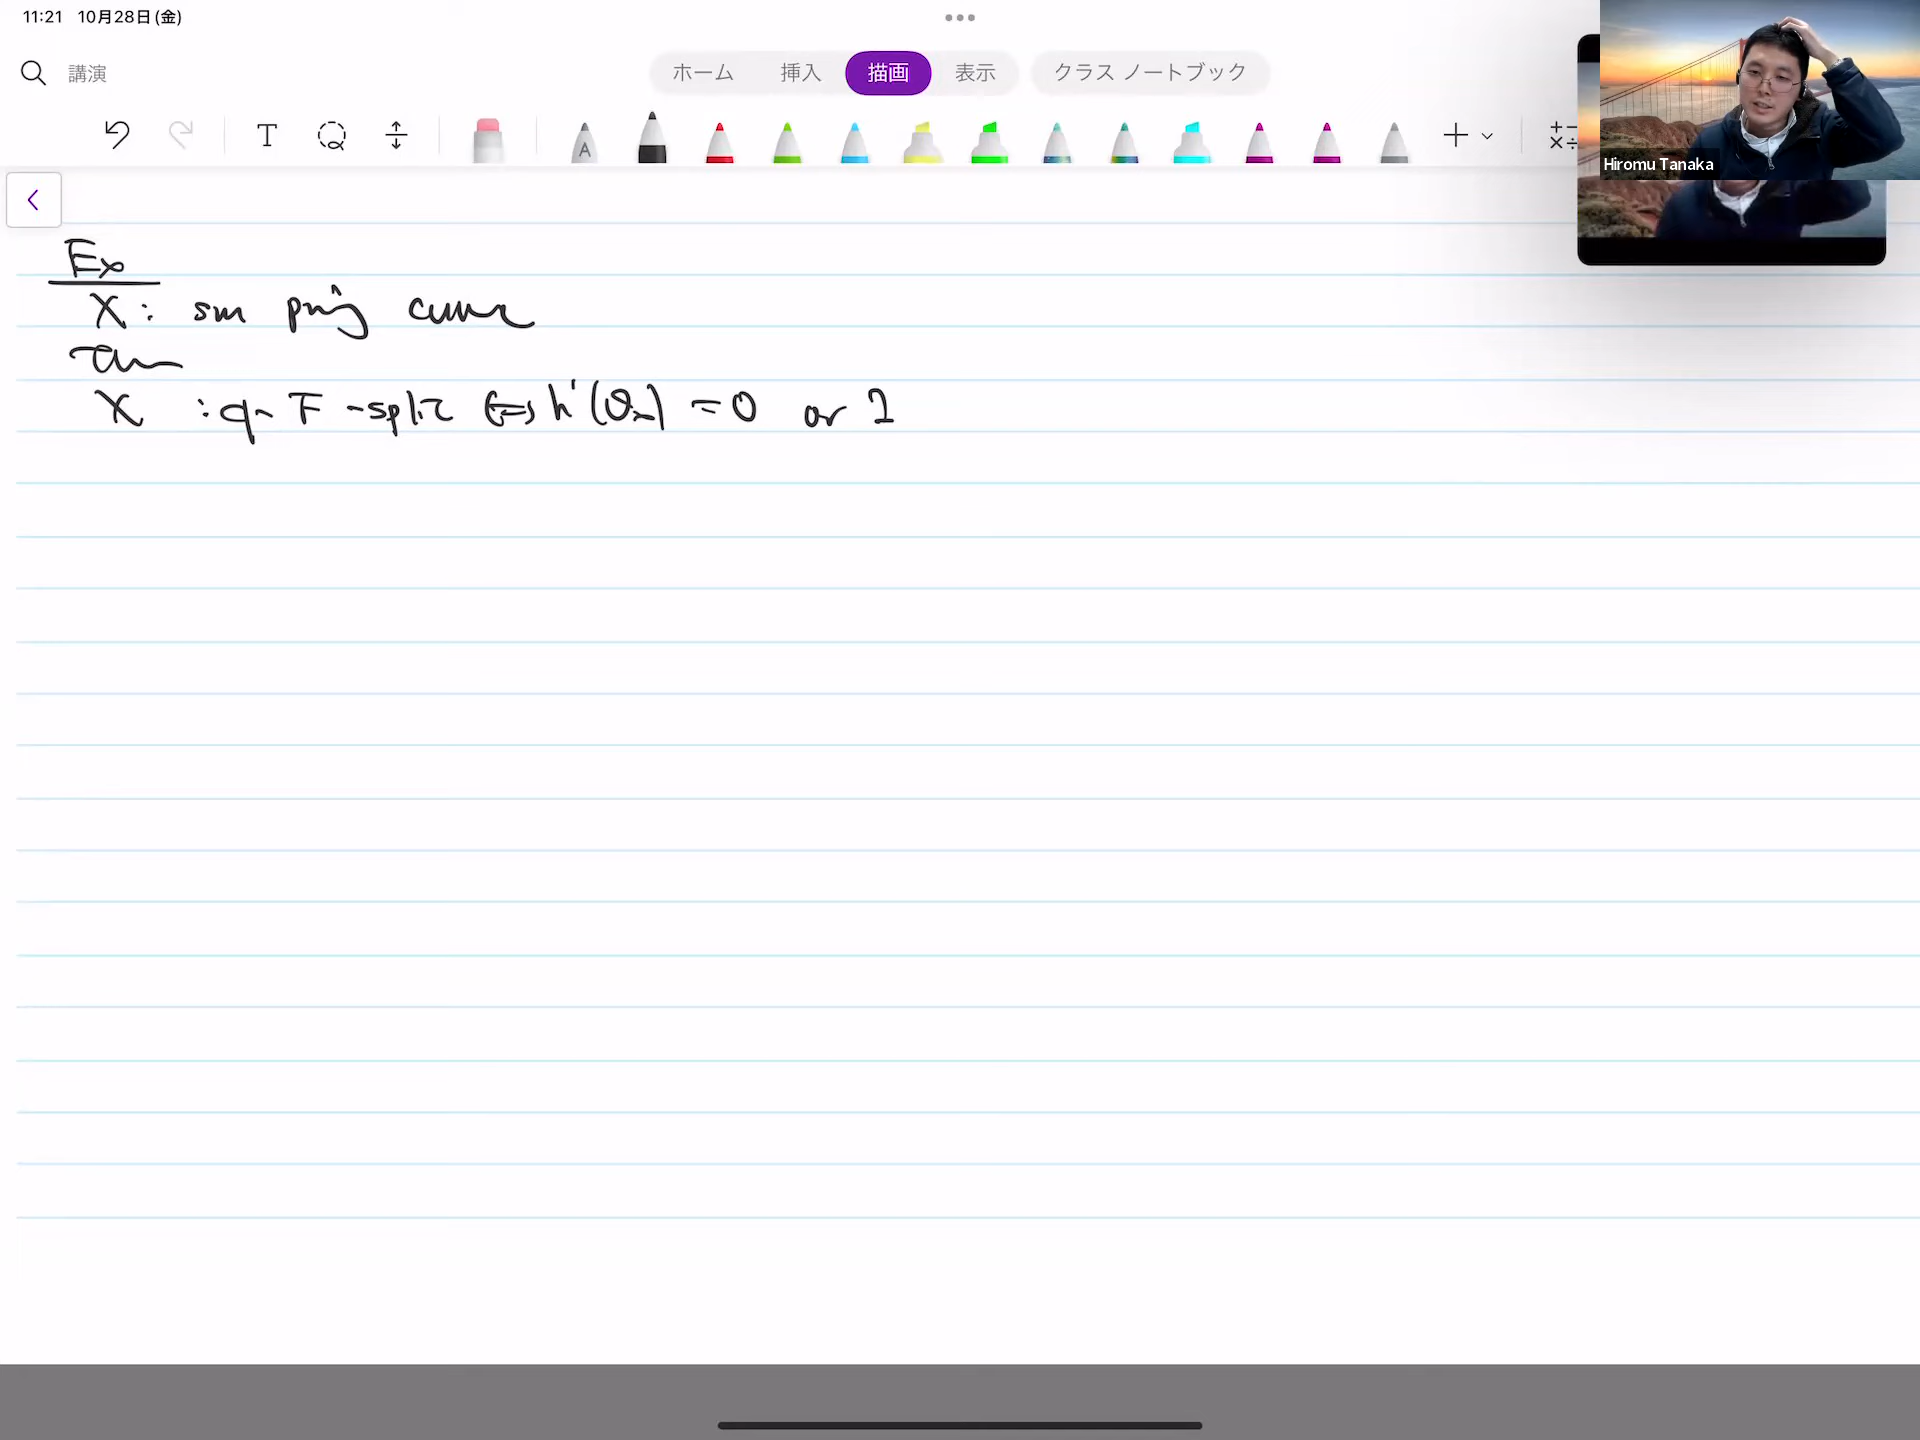 11:21 10月28日(金)
講演
ホーム 挿入 描画 表示 クラス ノートブック
T
A
Hiromu Tanaka
Ex
X: sm proj curve
Then
X : q-F-split ⇔ h¹(O_X) = 0 or 1